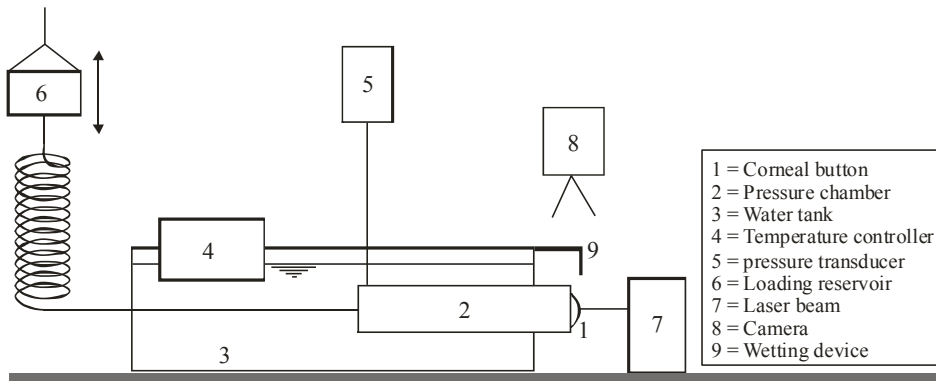 6
5
8
4
9
2
1
7
3
1 = Corneal button
2 = Pressure chamber
3 = Water tank
4 = Temperature controller
5 = pressure transducer
6 = Loading reservoir
7 = Laser beam
8 = Camera
9 = Wetting device